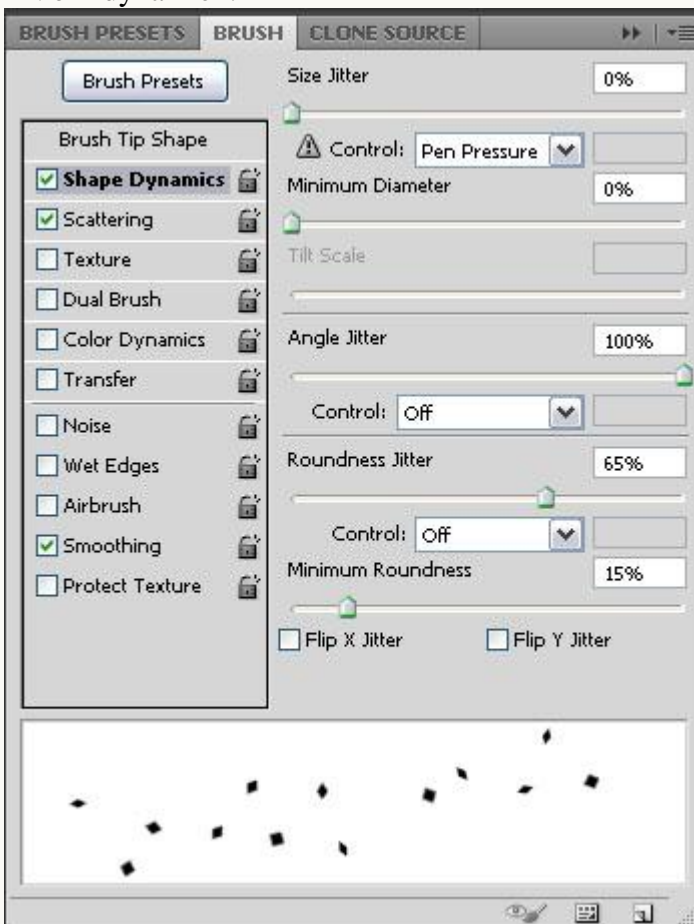 BRUSH PRESETS BRUSH CLONE SOURCE
Brush Presets
Brush Tip Shape
Shape Dynamics
Scattering
Texture
Dual Brush
Color Dynamics
Transfer
Noise
Wet Edges
Airbrush
Smoothing
Protect Texture
Size Jitter 0%
Control: Pen Pressure
Minimum Diameter 0%
Tilt Scale
Angle Jitter 100%
Control: Off
Roundness Jitter 65%
Control: Off
Minimum Roundness 15%
Flip X Jitter Flip Y Jitter